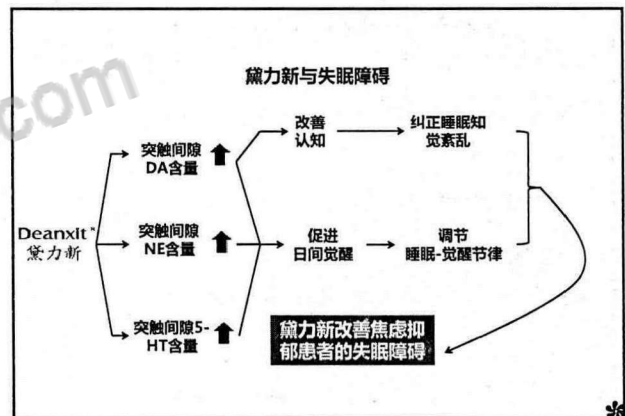 com
黛力新与失眠障碍
突触间隙
DA含量
改善
认知
纠正睡眠知
觉紊乱
Deanxit
黛力新
突触间隙
NE含量
促进
日间觉醒
调节
睡眠-觉醒节律
突触间隙5-
HT含量
黛力新改善焦虑抑
郁患者的失眠障碍